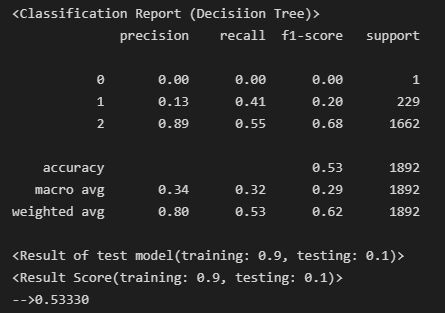 <Classification Report (Decisiion Tree)>
precision recall f1-score support
0 0.00 0.00 0.00 1
1 0.13 0.41 0.20 229
2 0.89 0.55 0.68 1662
accuracy 0.53 1892
macro avg 0.34 0.32 0.29 1892
weighted avg 0.80 0.53 0.62 1892
<Result of test model(training: 0.9, testing: 0.1)>
<Result Score(training: 0.9, testing: 0.1)>
-->0.53330